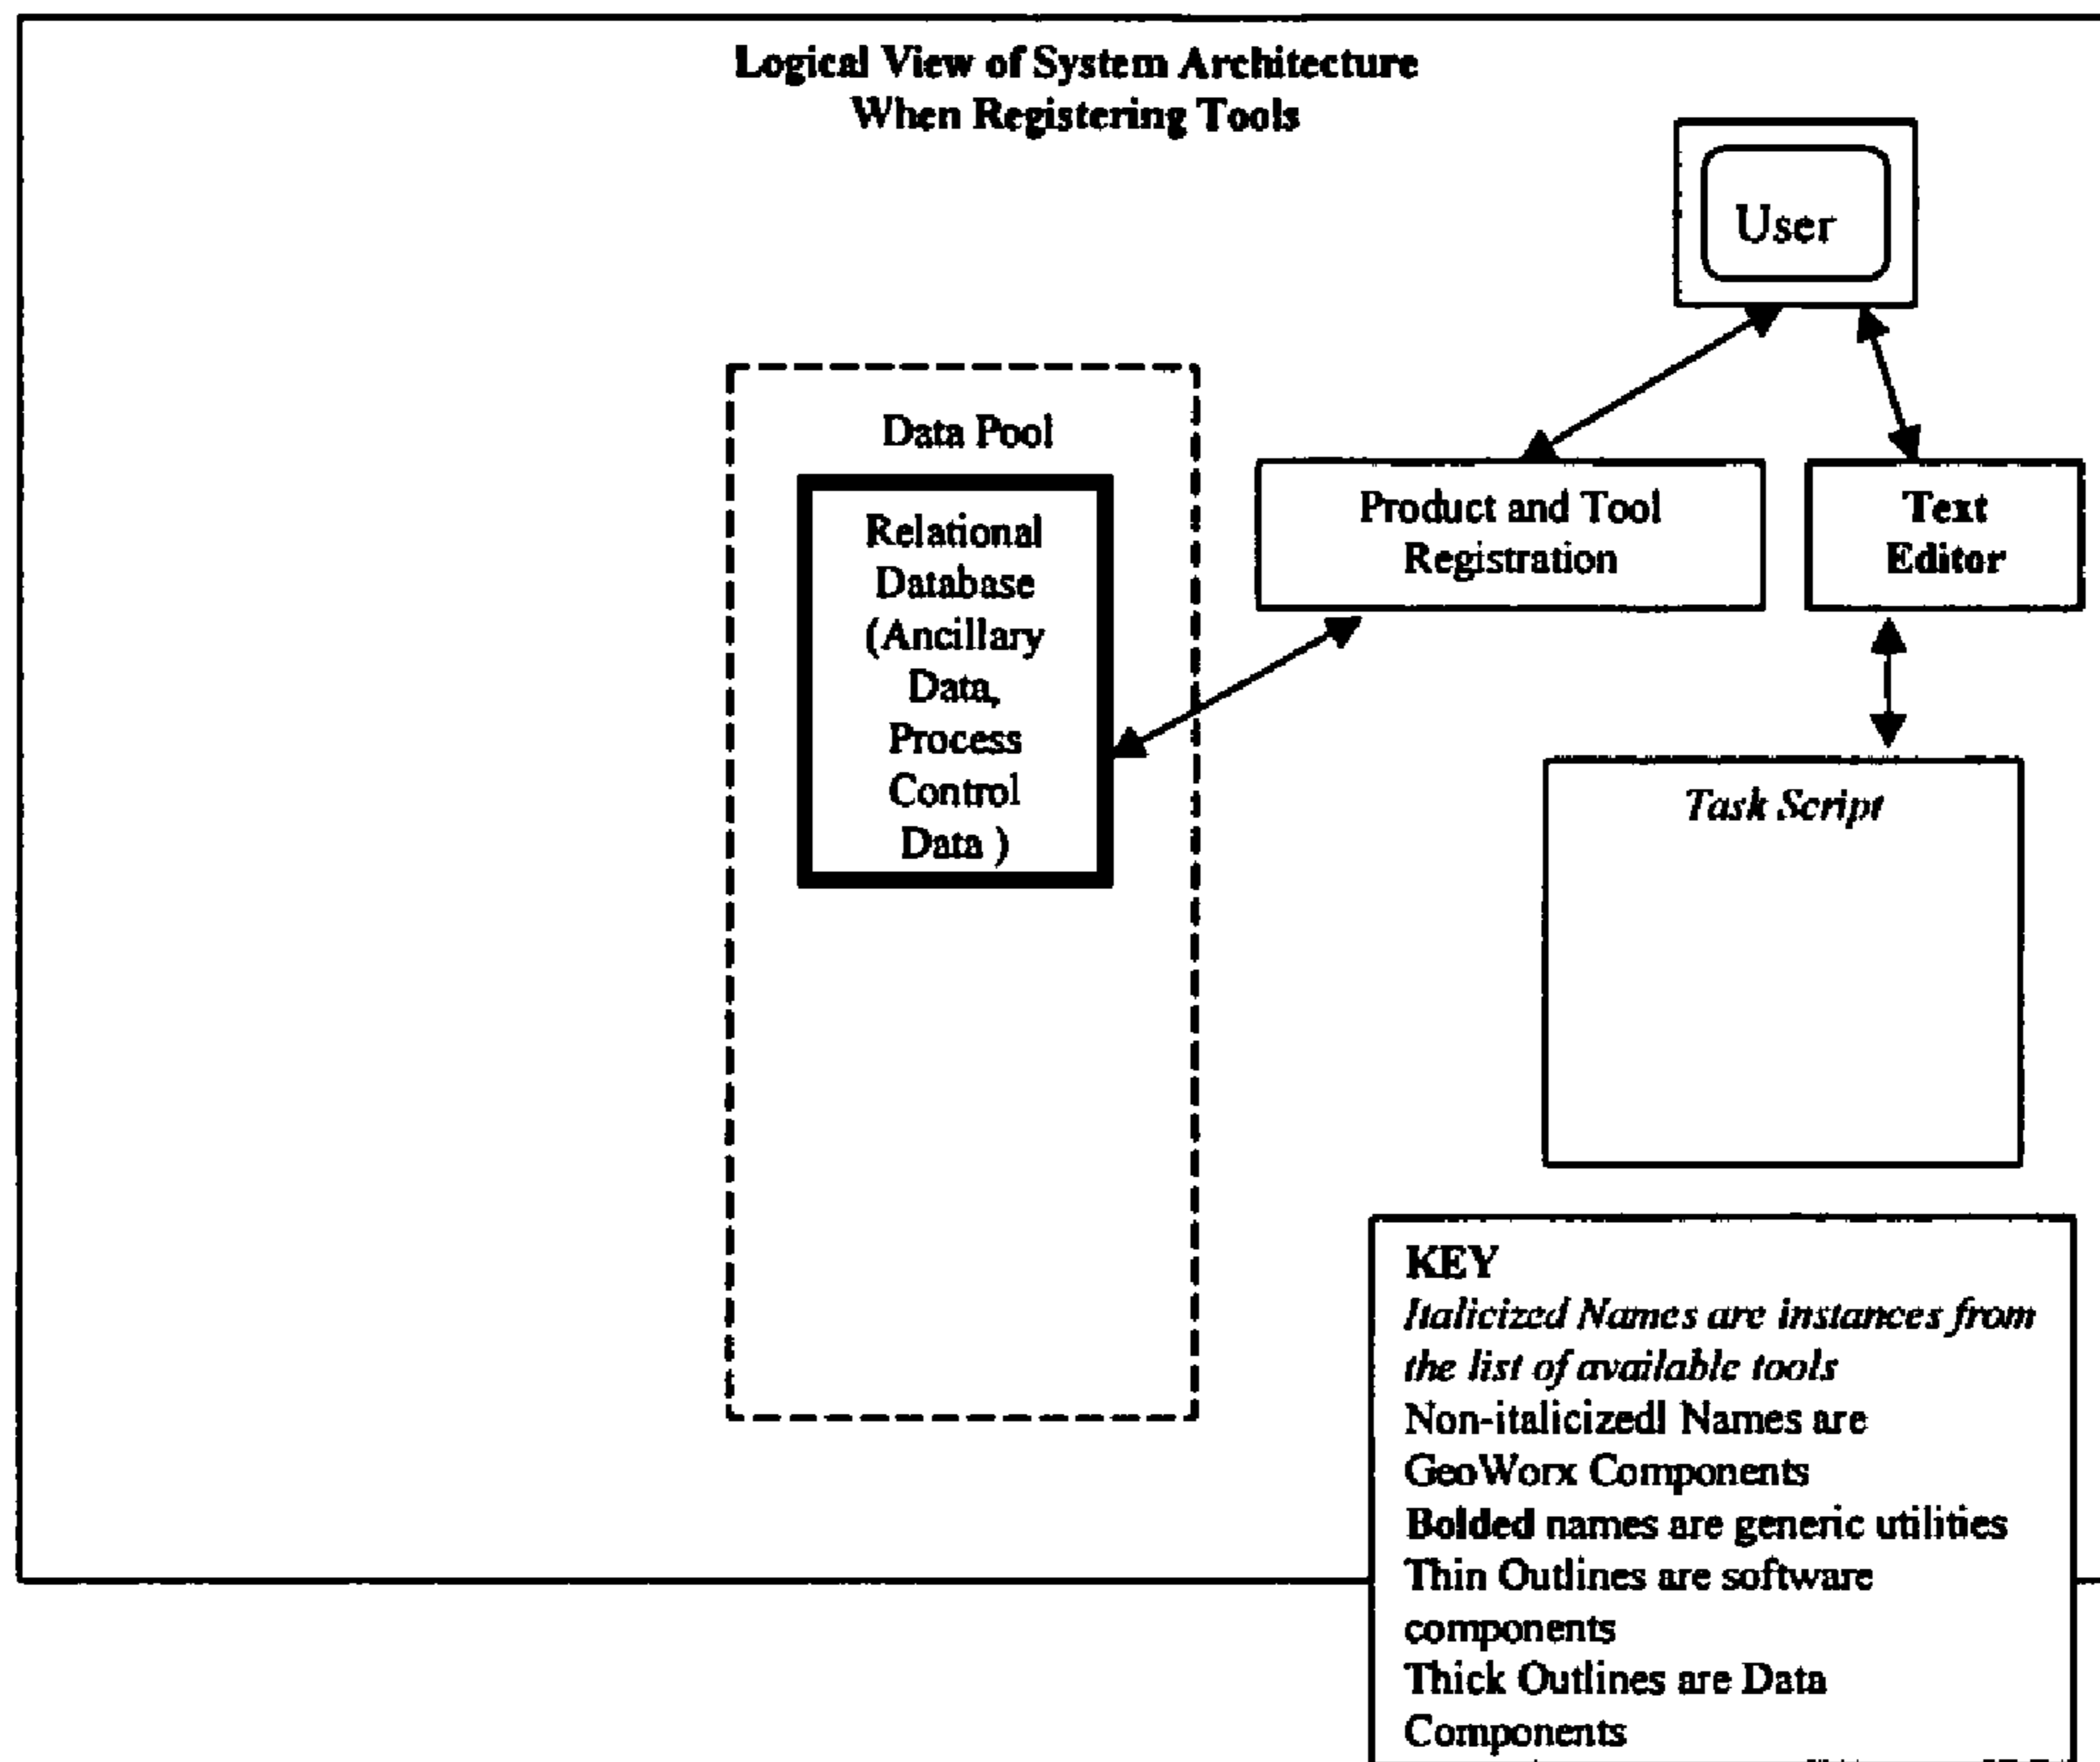 Logical View of System Architecture
When Registering Tools
User
Data Pool
Relational
Database
(Ancillary
Data,
Process
Control
Data )
Product and Tool
Registration
Text
Editor
Task Script
KEY
Italicized Names are instances from
the list of available tools
Non-italicizedl Names are
GeoWorx Components
Bolded names are generic utilities
Thin Outlines are software
components
Thick Outlines are Data
Components